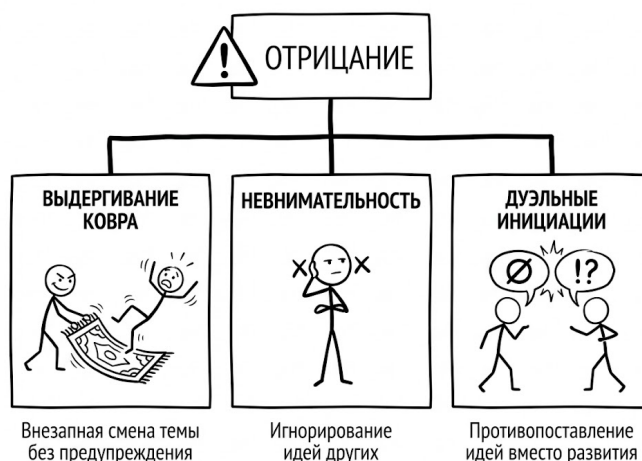 ОТРИЦАНИЕ
ВЫДЕРГИВАНИЕ
КОВРА
Внезапная смена темы
без предупреждения
НЕВНИМАТЕЛЬНОСТЬ
Игнорирование
идей других
ДУЭЛЬНЫЕ
ИНИЦИАЦИИ
!?
Противопоставление
идей вместо развития